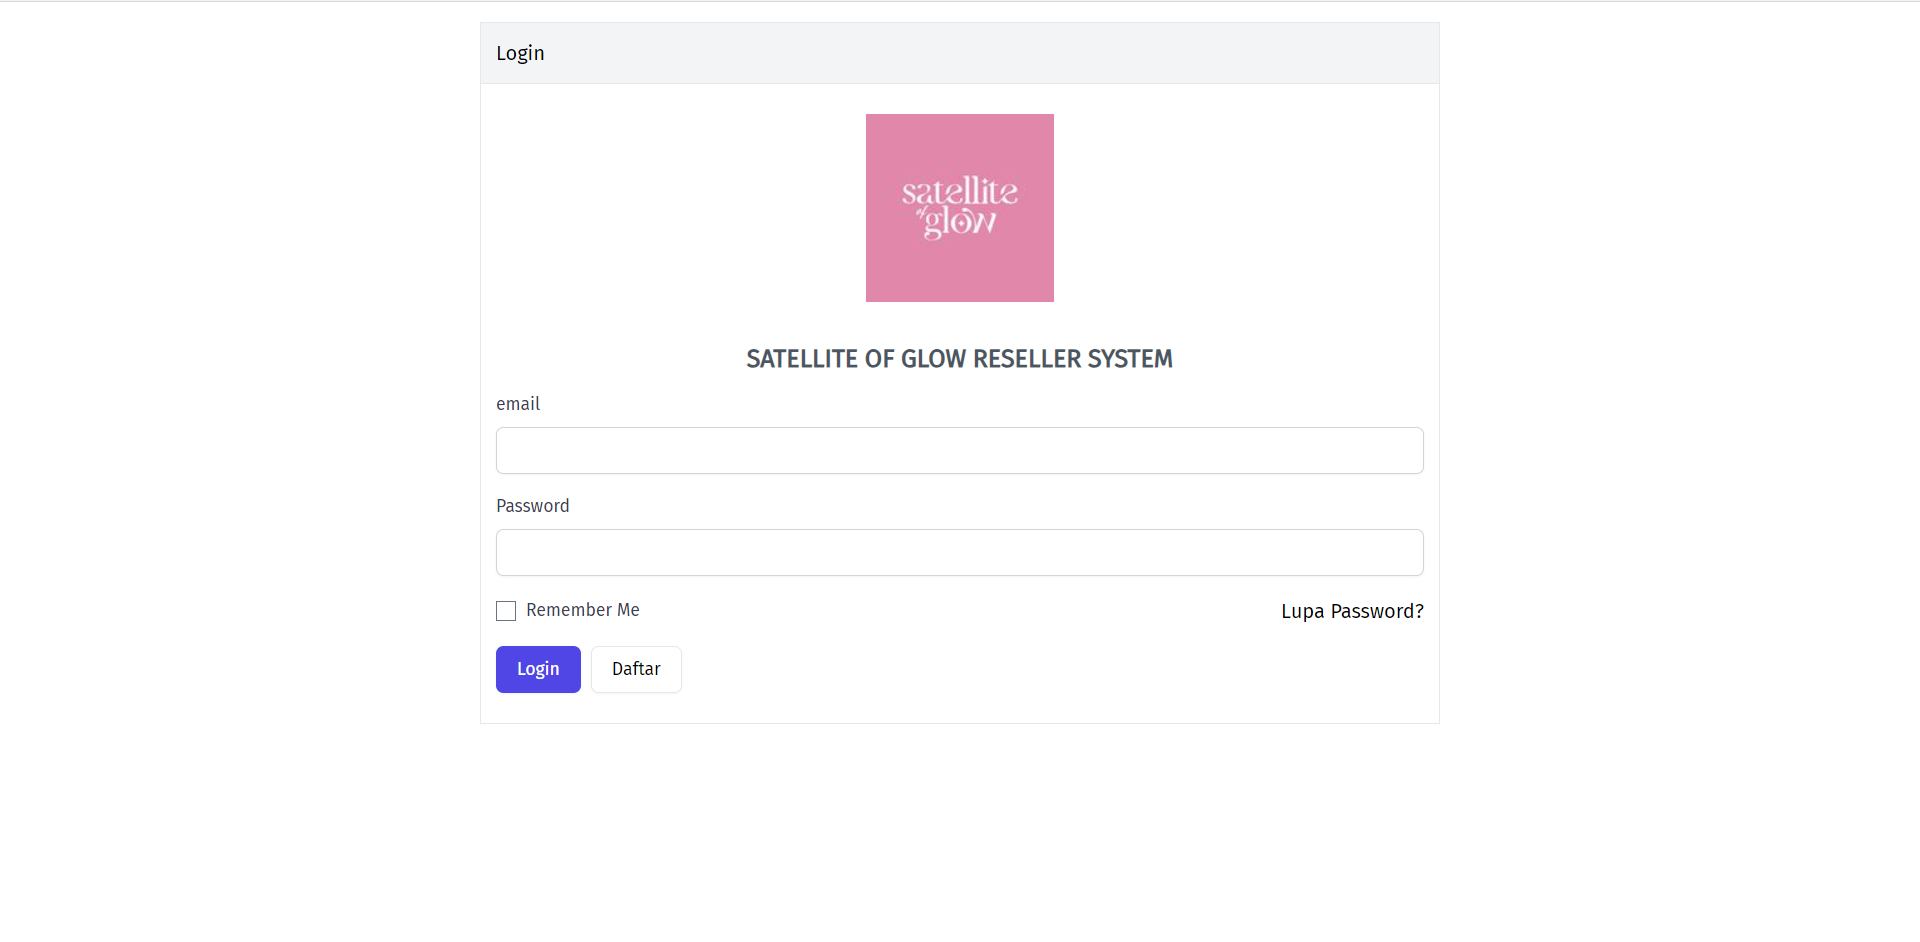 Login
satellite
of glow
SATELLITE OF GLOW RESELLER SYSTEM
email
Password
Remember Me
Lupa Password?
Login
Daftar